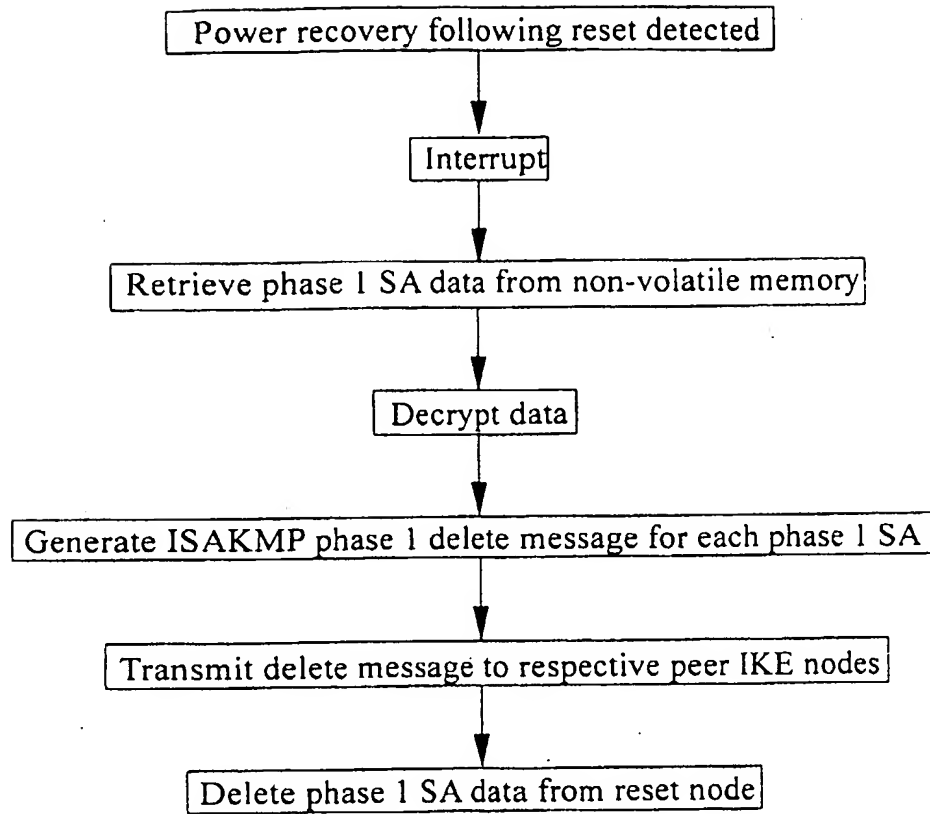 Power recovery following reset detected
Interrupt
Retrieve phase 1 SA data from non-volatile memory
Decrypt data
Generate ISAKMP phase 1 delete message for each phase 1 SA
Transmit delete message to respective peer IKE nodes
Delete phase 1 SA data from reset node